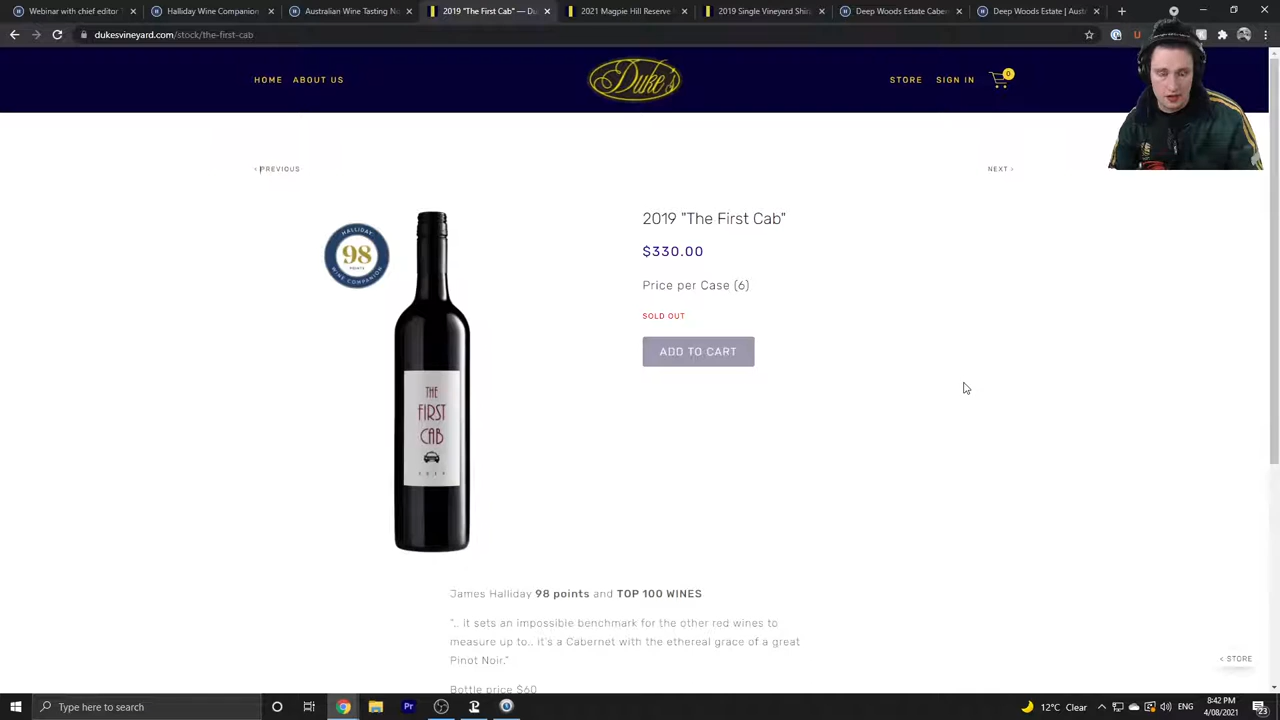 Webinar with chief editor
Halliday Wine Companion
Australian Wine Tasting No
2019 "The First Cab" — Du
2021 Magpie Hill Reserve
2019 Single Vineyard Shir
Deep Woods Estate Caber
Deep Woods Estate | Aust
dukesvineyard.com/stock/the-first-cab
HOME ABOUT US
Duke's
STORE SIGN IN 0
< PREVIOUS
NEXT >
HALLIDAY
98
POINTS
WINE COMPANION
THE
FIRST
CAB
2019
2019 "The First Cab"
$330.00
Price per Case (6)
SOLD OUT
ADD TO CART
James Halliday 98 points and TOP 100 WINES
".. it sets an impossible benchmark for the other red wines to
measure up to.. it's a Cabernet with the ethereal grace of a great
Pinot Noir."
Bottle price $60
< STORE
Type here to search
12°C Clear
8:42 PM
4/08/2021
23